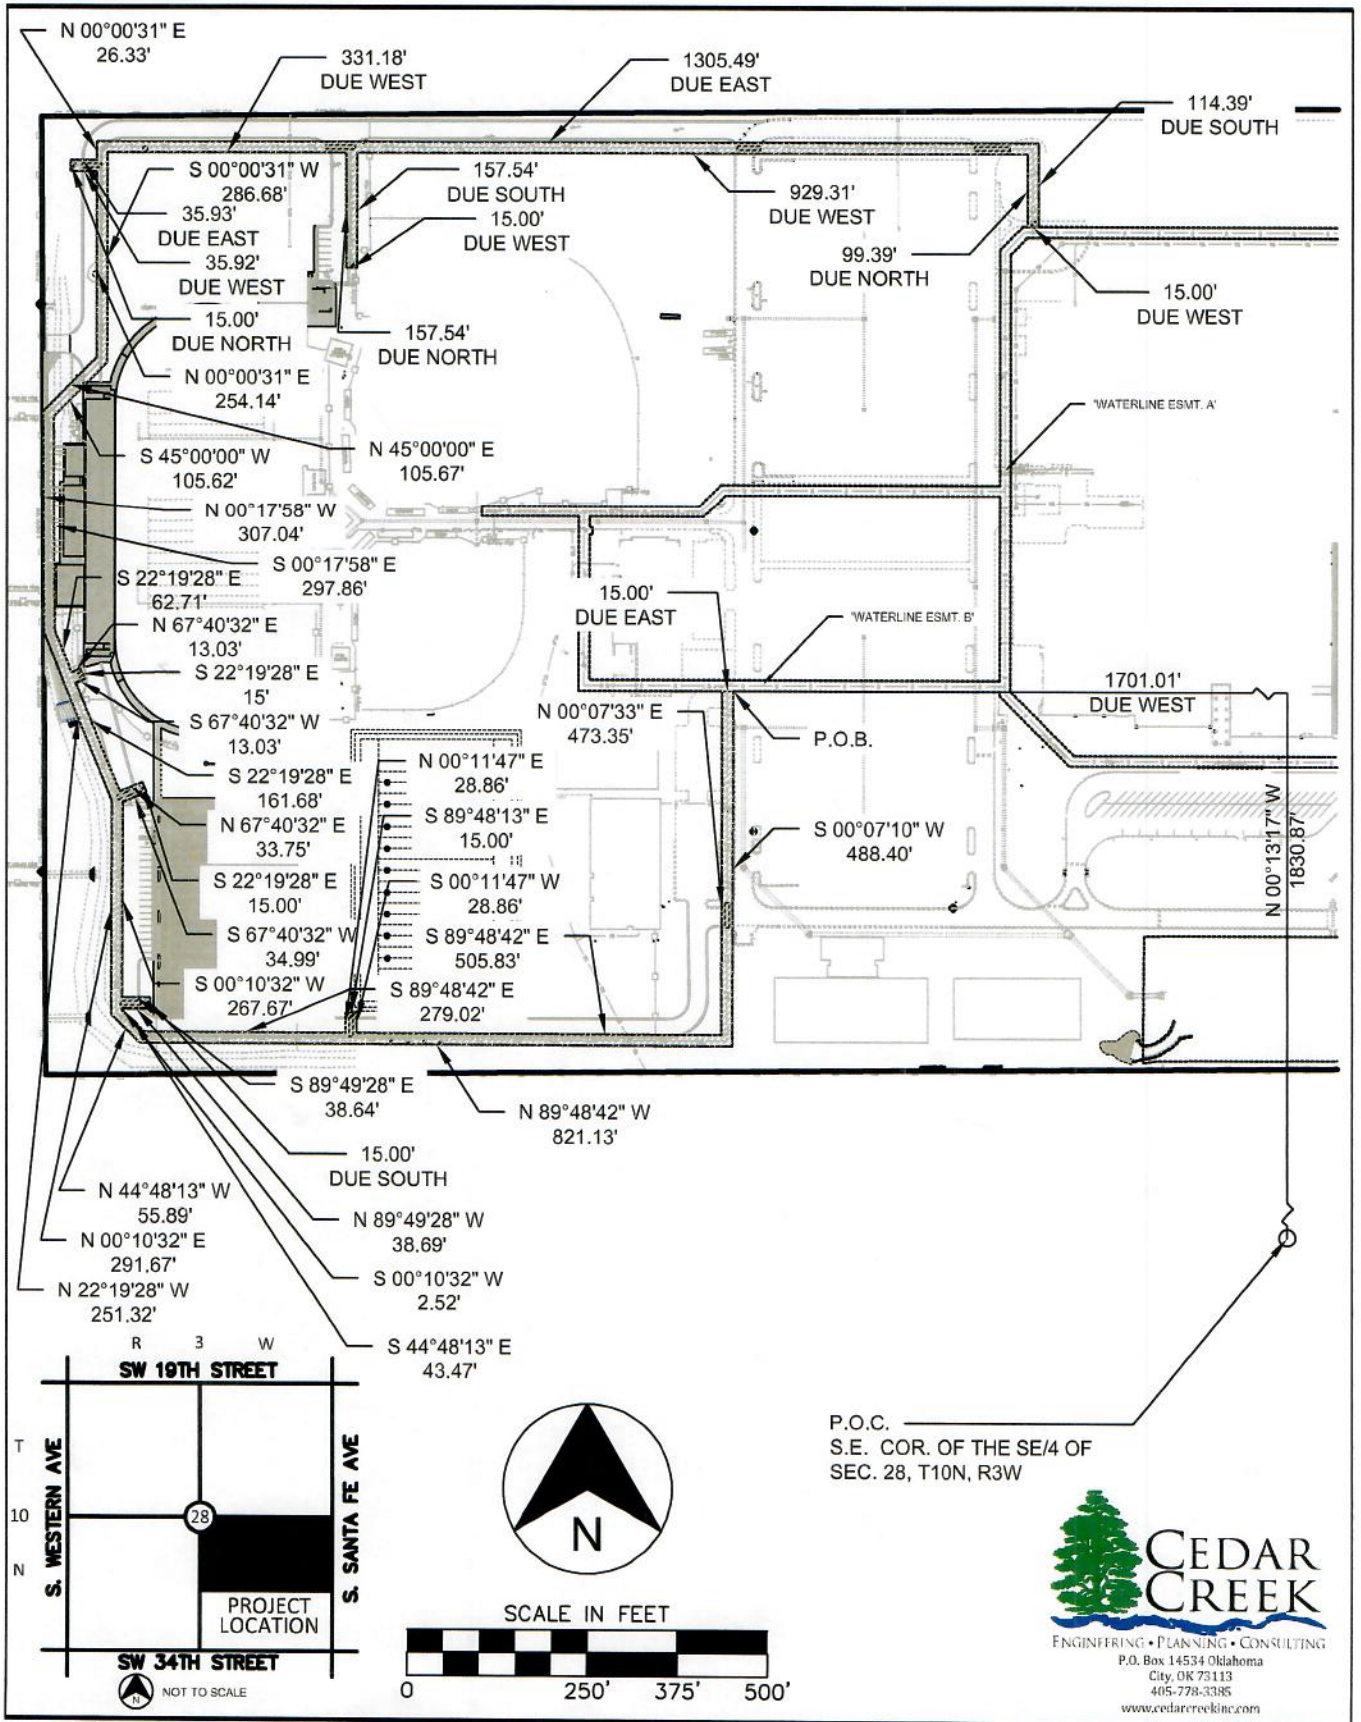 N 00°00'31" E
26.33'
331.18'
DUE WEST
1305.49'
DUE EAST
114.39'
DUE SOUTH
S 00°00'31" W
286.68'
157.54'
DUE SOUTH
929.31'
DUE WEST
35.93'
DUE EAST
15.00'
DUE WEST
99.39'
DUE NORTH
35.92'
DUE WEST
15.00'
DUE WEST
15.00'
DUE NORTH
157.54'
DUE NORTH
N 00°00'31" E
254.14'
'WATERLINE ESMT. A'
N 45°00'00" E
105.67'
S 45°00'00" W
105.62'
N 00°17'58" W
307.04'
S 00°17'58" E
297.86'
S 22°19'28" E
62.71'
15.00'
DUE EAST
'WATERLINE ESMT. B'
N 67°40'32" E
13.03'
S 22°19'28" E
15'
1701.01'
DUE WEST
S 67°40'32" W
13.03'
N 00°07'33" E
473.35'
P.O.B.
S 22°19'28" E
161.68'
N 00°11'47" E
28.86'
N 67°40'32" E
33.75'
S 89°48'13" E
15.00'
S 00°07'10" W
488.40'
N 00°13'17" W
1830.87'
S 22°19'28" E
15.00'
S 00°11'47" W
28.86'
S 67°40'32" W
34.99'
S 89°48'42" E
505.83'
S 00°10'32" W
267.67'
S 89°48'42" E
279.02'
S 89°49'28" E
38.64'
N 89°48'42" W
821.13'
15.00'
DUE SOUTH
N 44°48'13" W
55.89'
N 89°49'28" W
38.69'
N 00°10'32" E
291.67'
S 00°10'32" W
2.52'
N 22°19'28" W
251.32'
S 44°48'13" E
43.47'
R 3 W
SW 19TH STREET
T
10
N
S. WESTERN AVE
28
S. SANTA FE AVE
PROJECT
LOCATION
SW 34TH STREET
N
NOT TO SCALE
N
SCALE IN FEET
0 250' 375' 500'
P.O.C.
S.E. COR. OF THE SE/4 OF
SEC. 28, T10N, R3W
CEDAR
CREEK
ENGINEERING • PLANNING • CONSULTING
P.O. Box 14534 Oklahoma
City, OK 73113
405-778-3385
www.cedarcreekinc.com